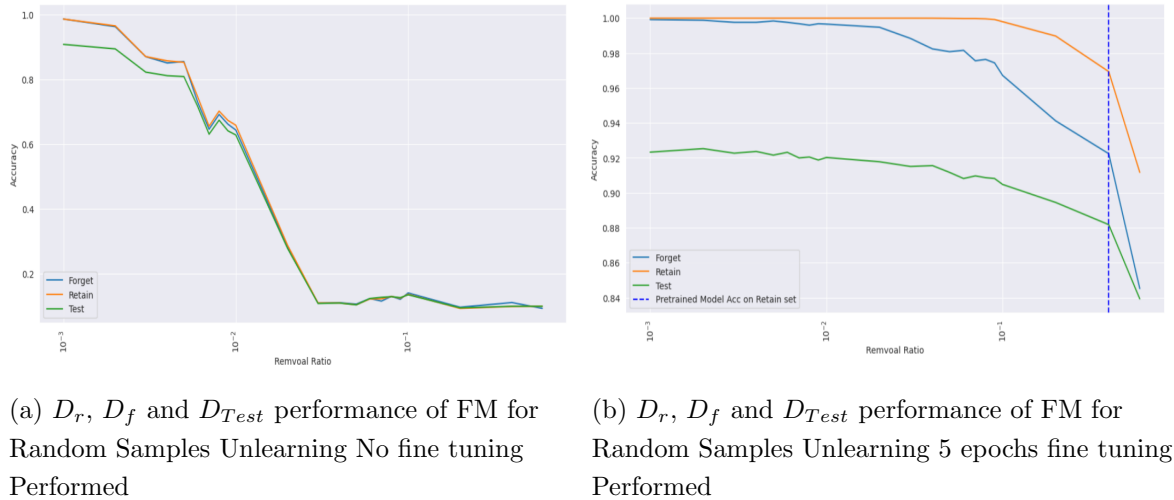 1.0
0.8
0.6
0.4
0.2
Accuracy
Forget
Retain
Test
10^-3
10^-2
10^-1
Remvoal Ratio
(a) D_r, D_f and D_Test performance of FM for
Random Samples Unlearning No fine tuning
Performed
1.00
0.98
0.96
0.94
0.92
0.90
0.88
0.86
0.84
Accuracy
Forget
Retain
Test
Pretrained Model Acc on Retain set
10^-3
10^-2
10^-1
Remvoal Ratio
(b) D_r, D_f and D_Test performance of FM for
Random Samples Unlearning 5 epochs fine tuning
Performed